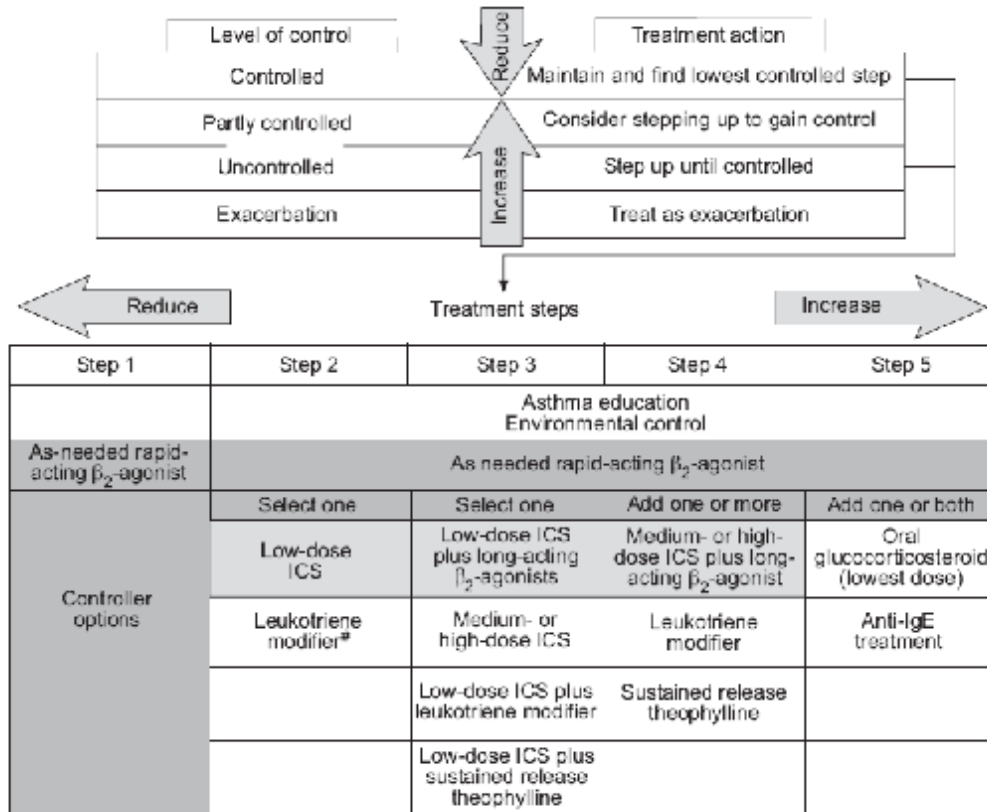 Level of control
Reduce
Treatment action
Controlled
Maintain and find lowest controlled step
Partly controlled
Consider stepping up to gain control
Uncontrolled
Increase
Step up until controlled
Exacerbation
Treat as exacerbation
Reduce
Treatment steps
Increase
Step 1
Step 2
Step 3
Step 4
Step 5
Asthma education
Environmental control
As-needed rapid-
acting β2-agonist
As needed rapid-acting β2-agonist
Select one
Select one
Add one or more
Add one or both
Controller
options
Low-dose
ICS
Low-dose ICS
plus long-acting
β2-agonists
Medium- or high-
dose ICS plus long-
acting β2-agonist
Oral
glucocorticosteroid
(lowest dose)
Leukotriene
modifier#
Medium- or
high-dose ICS
Leukotriene
modifier
Anti-IgE
treatment
Low-dose ICS plus
leukotriene modifier
Sustained release
theophylline
Low-dose ICS plus
sustained release
theophylline